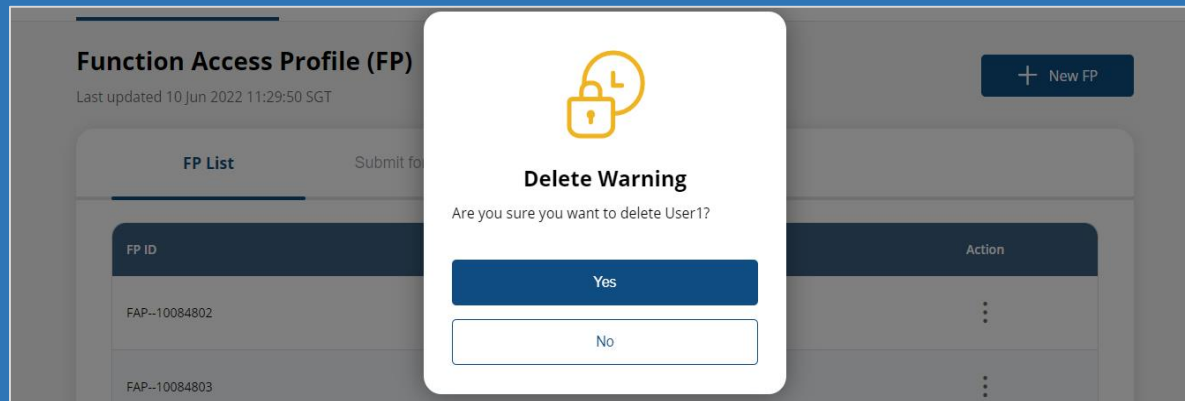 Function Access Profile (FP)
Last updated 10 Jun 2022 11:29:50 SGT
+ New FP
FP List
Submit fo
Delete Warning
Are you sure you want to delete User1?
Yes
No
FP ID
Action
FAP--10084802
FAP--10084803